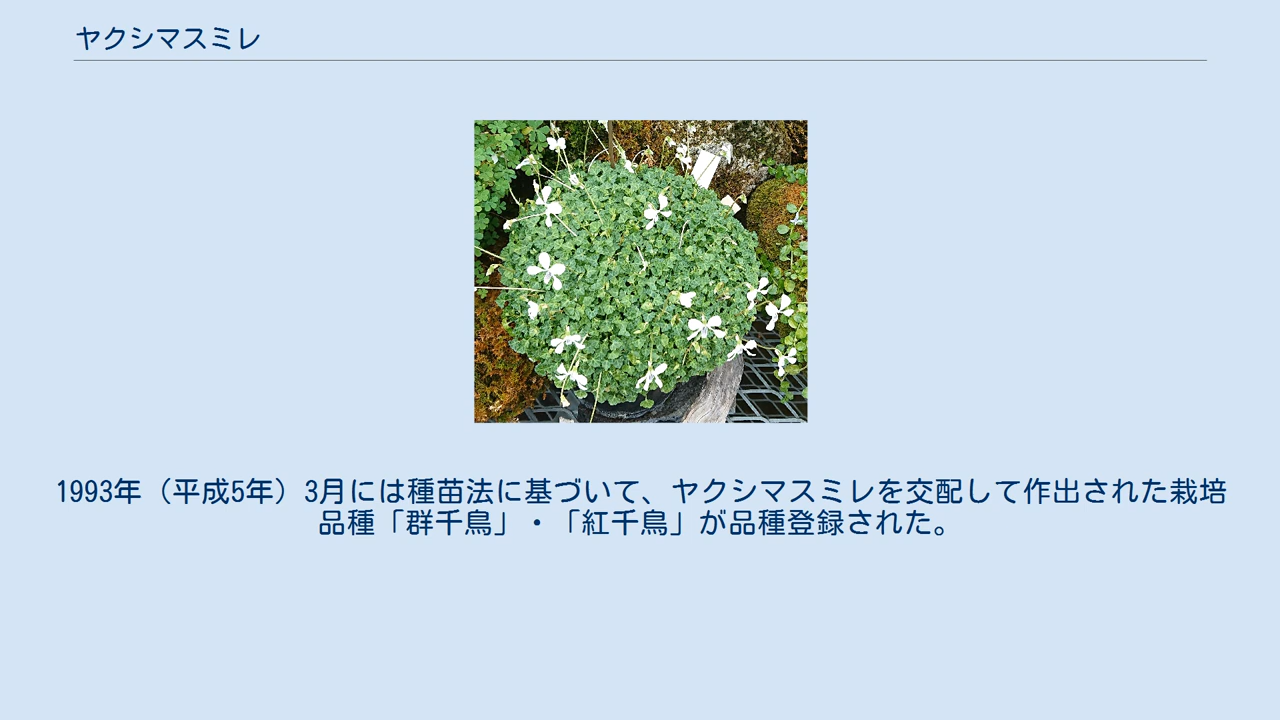 ヤクシマスミレ
1993年（平成5年）3月には種苗法に基づいて、ヤクシマスミレを交配して作出された栽培
品種「群千鳥」・「紅千鳥」が品種登録された。